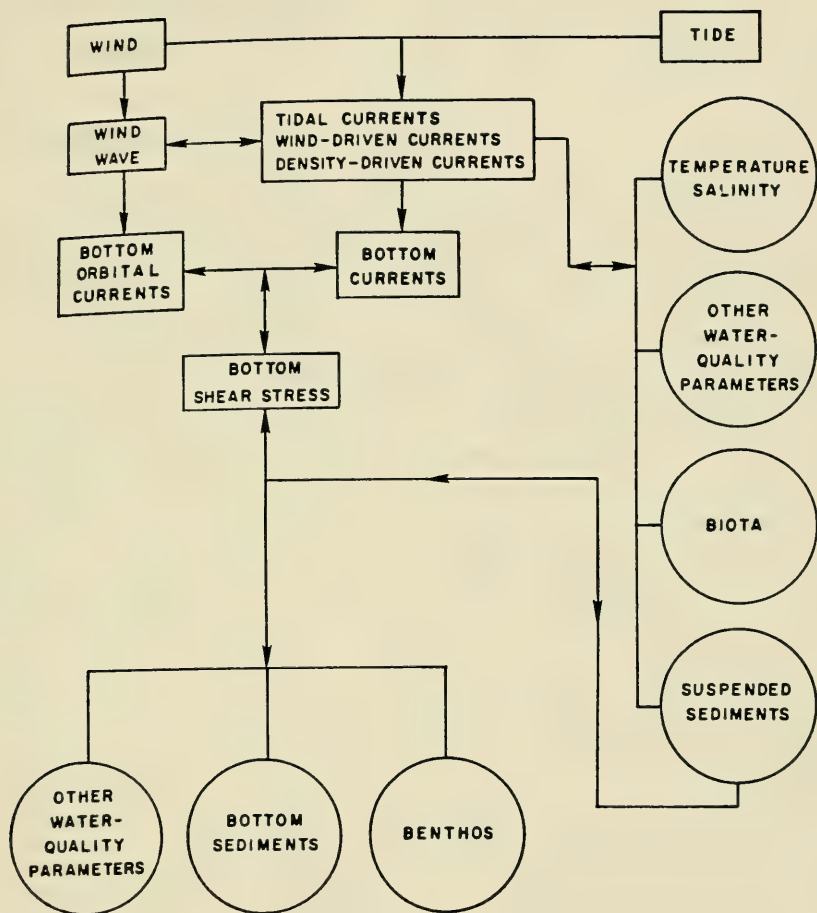 WIND
TIDE
WIND
WAVE
TIDAL CURRENTS
WIND-DRIVEN CURRENTS
DENSITY-DRIVEN CURRENTS
TEMPERATURE
SALINITY
BOTTOM
ORBITAL
CURRENTS
BOTTOM
CURRENTS
OTHER
WATER-
QUALITY
PARAMETERS
BOTTOM
SHEAR STRESS
BIOTA
SUSPENDED
SEDIMENTS
OTHER
WATER-
QUALITY
PARAMETERS
BOTTOM
SEDIMENTS
BENTHOS